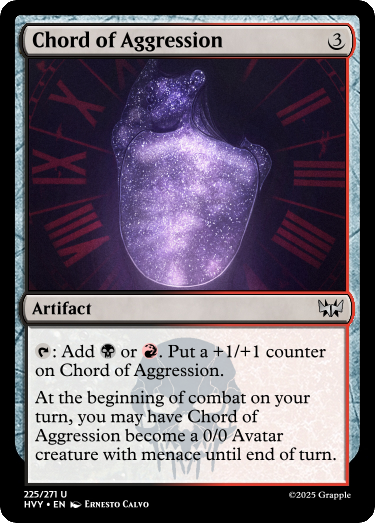 Chord of Aggression 3
Artifact
: Add or . Put a +1/+1 counter
on Chord of Aggression.
At the beginning of combat on your
turn, you may have Chord of
Aggression become a 0/0 Avatar
creature with menace until end of turn.
225/271 U
HVY • EN Ernesto Calvo
©2025 Grapple